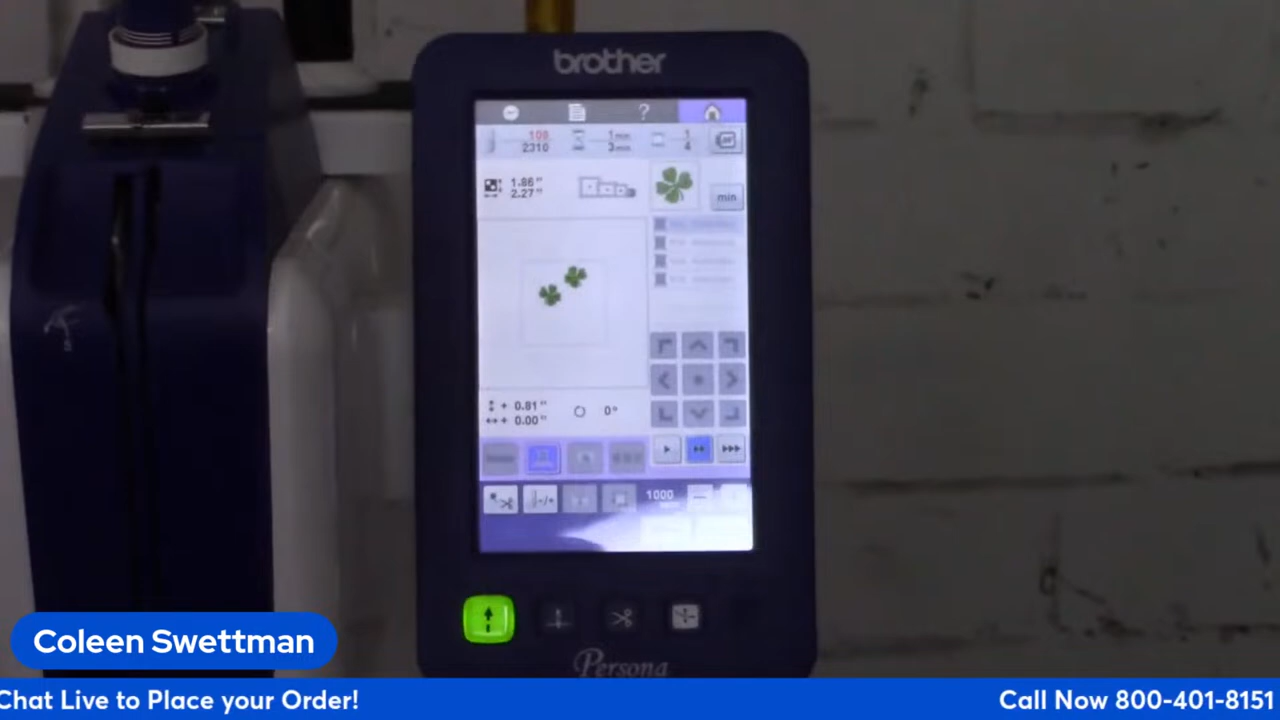 brother
?
108
2310
1 min
3 min
1
4
1.86"
2.27"
min
+ 0.81"
+ 0.00"
0°
1000
Persona
Coleen Swettman
Chat Live to Place your Order!
Call Now 800-401-8151